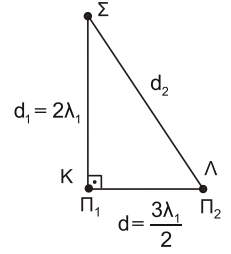 Σ
d₂
d₁ = 2λ₁
Κ
Λ
Π₁
Π₂
d = 3λ₁/2